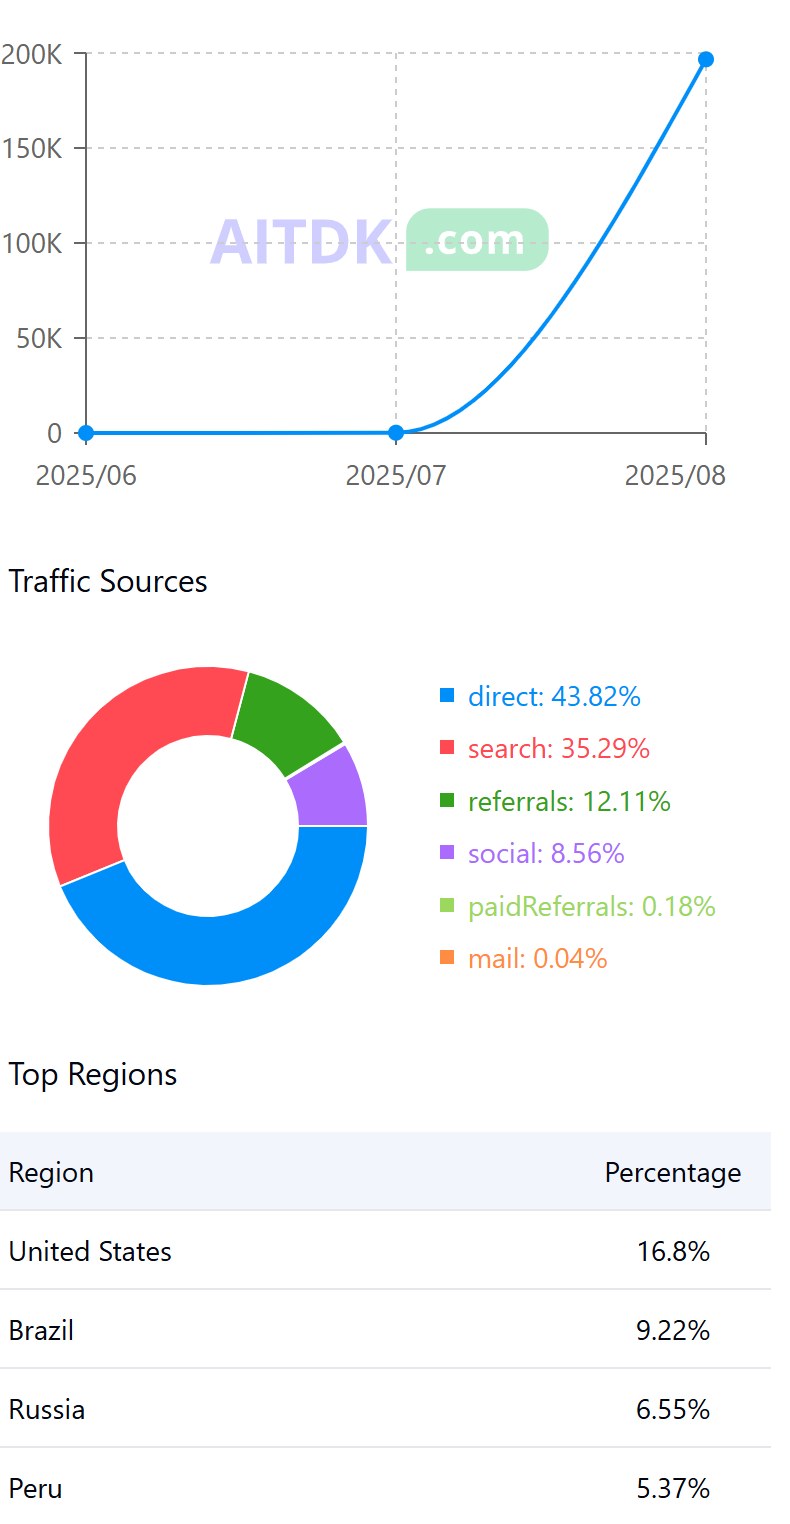 200K
150K
100K
50K
0
AITDK .com
2025/06 2025/07 2025/08
Traffic Sources
direct: 43.82%
search: 35.29%
referrals: 12.11%
social: 8.56%
paidReferrals: 0.18%
mail: 0.04%
Top Regions
Region Percentage
United States 16.8%
Brazil 9.22%
Russia 6.55%
Peru 5.37%